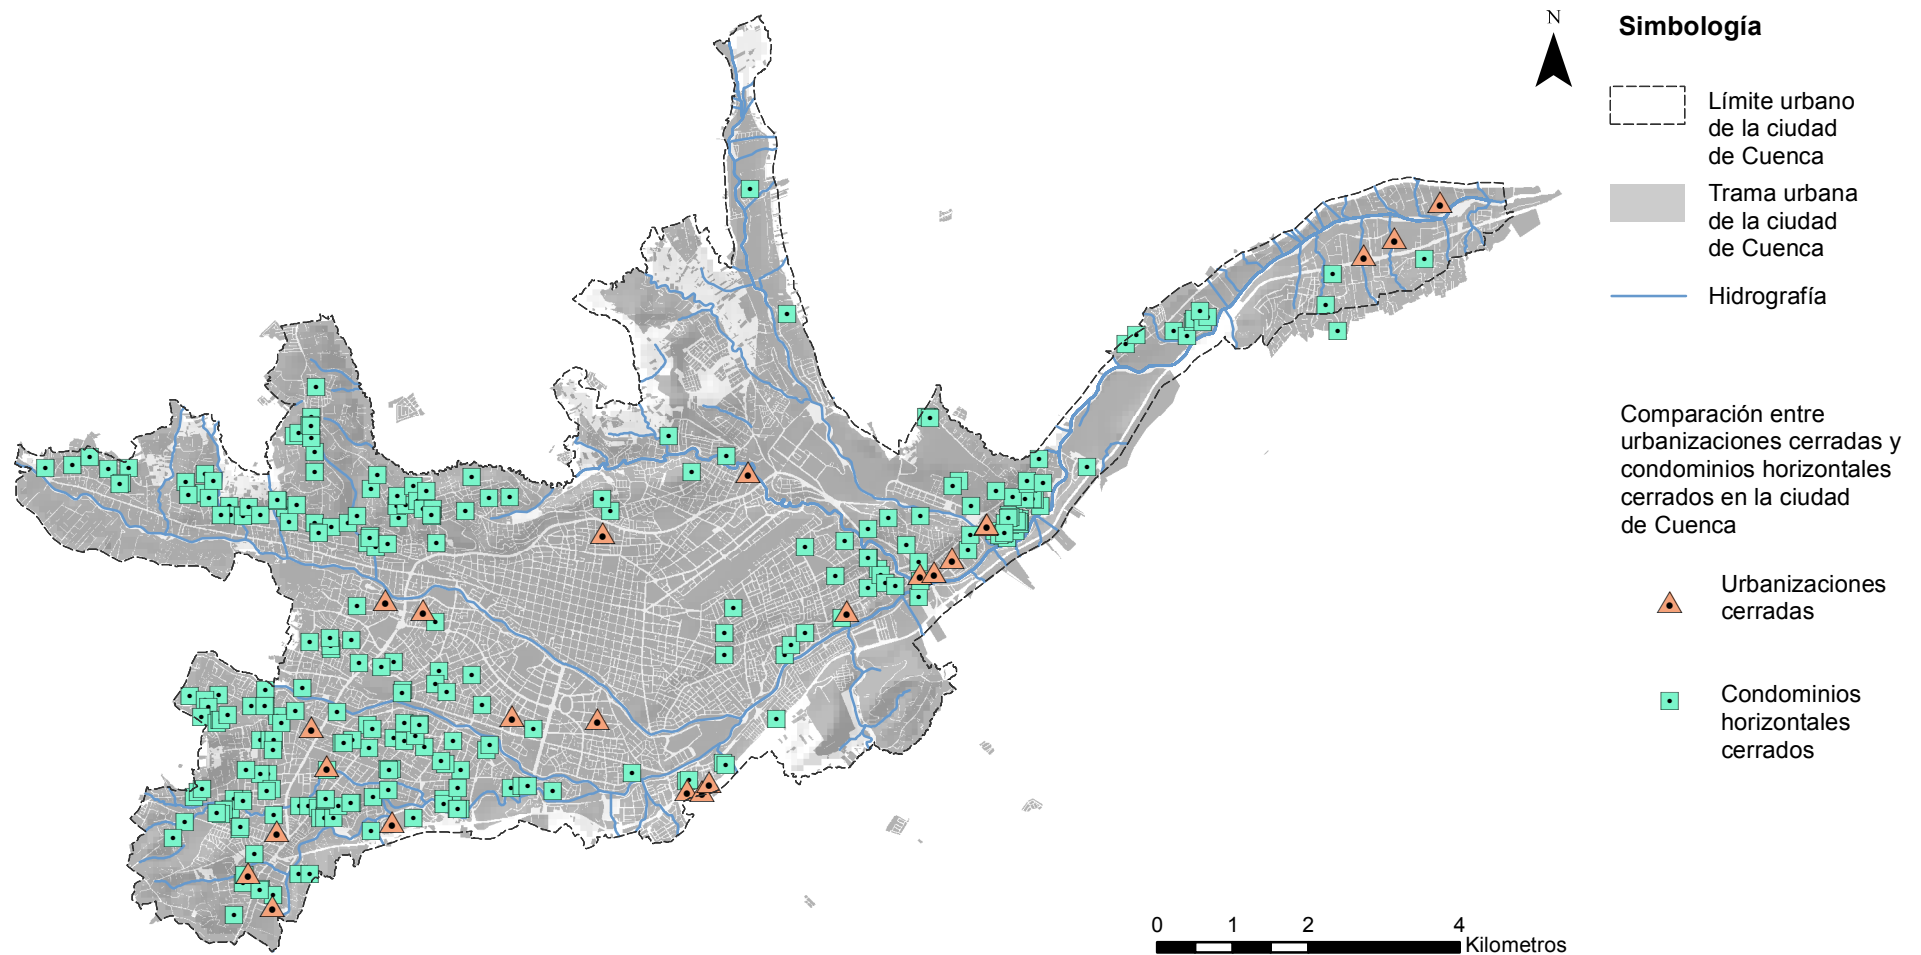 N
Simbología
Límite urbano
de la ciudad
de Cuenca
Trama urbana
de la ciudad
de Cuenca
Hidrografía
Comparación entre
urbanizaciones cerradas y
condominios horizontales
cerrados en la ciudad
de Cuenca
Urbanizaciones
cerradas
Condominios
horizontales
cerrados
0 1 2 4
Kilometros